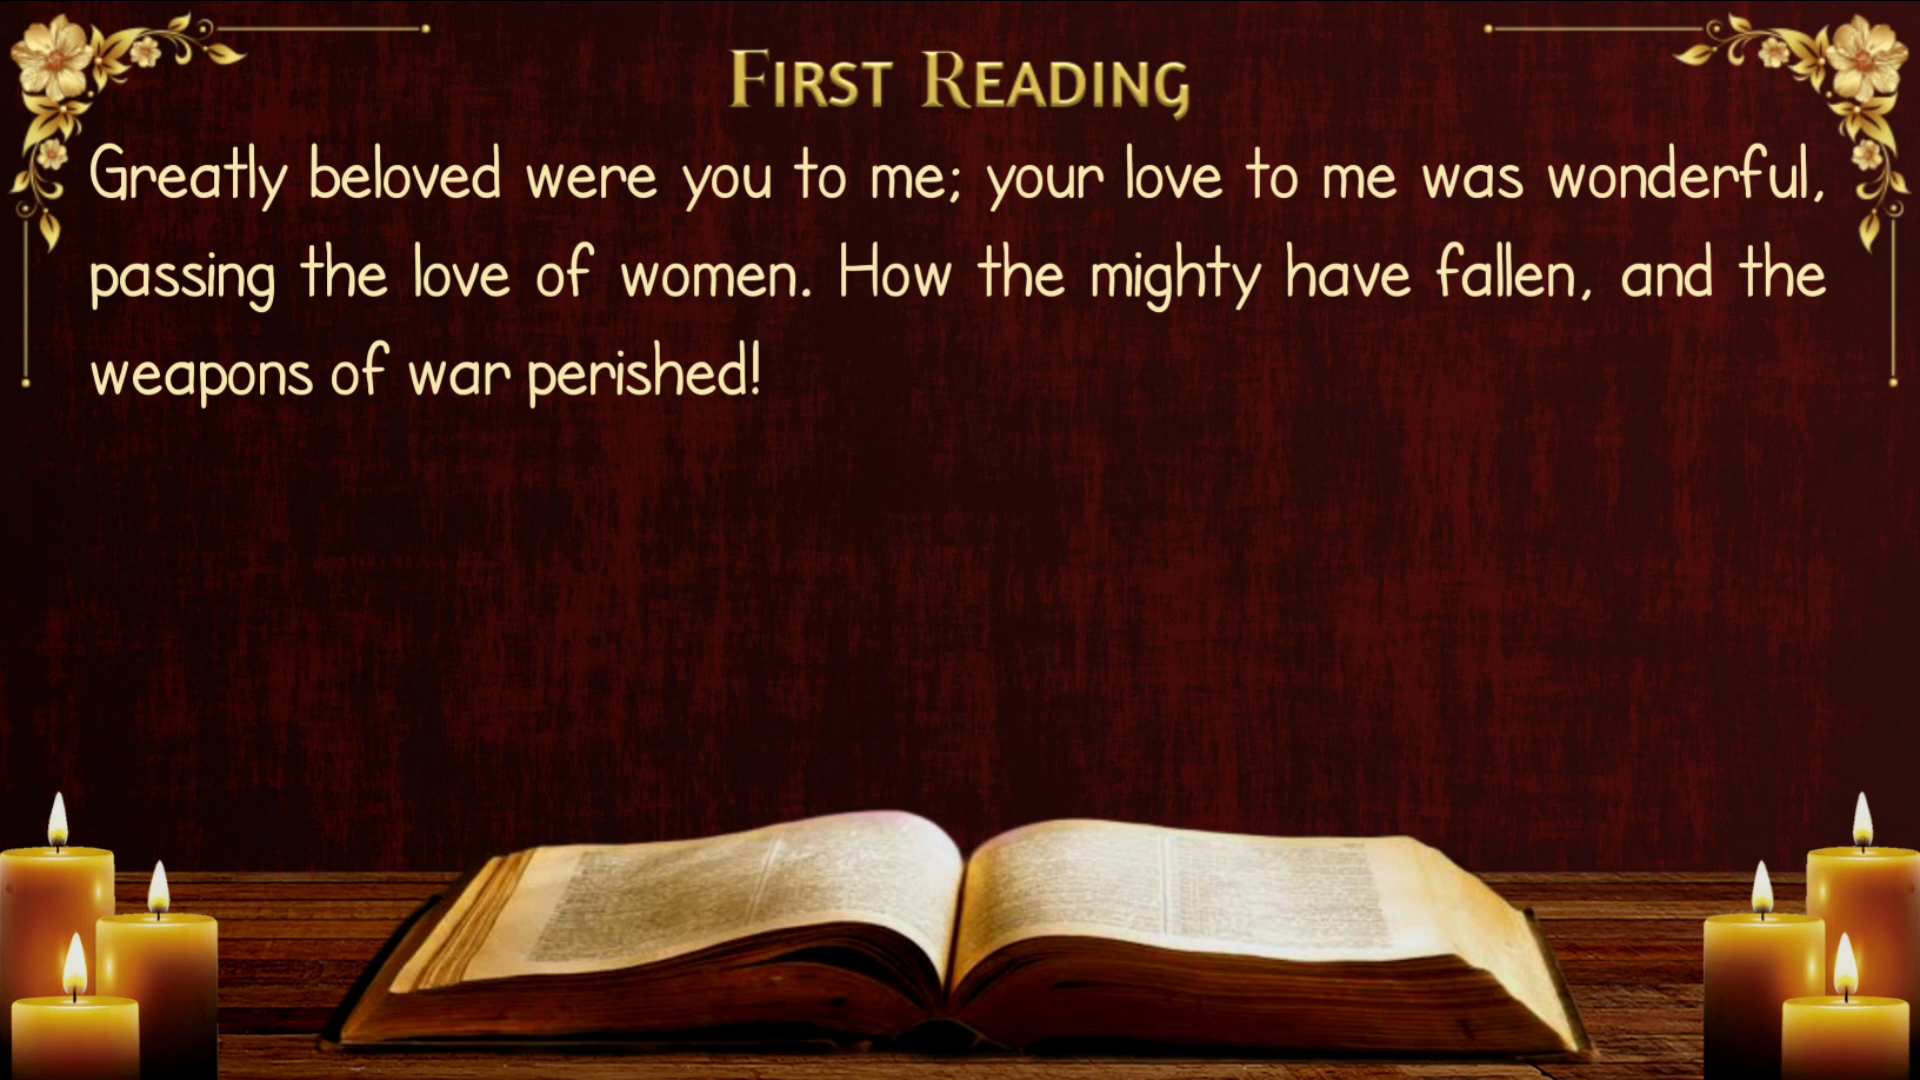 First Reading
Greatly beloved were you to me; your love to me was wonderful,
passing the love of women. How the mighty have fallen, and the
weapons of war perished!